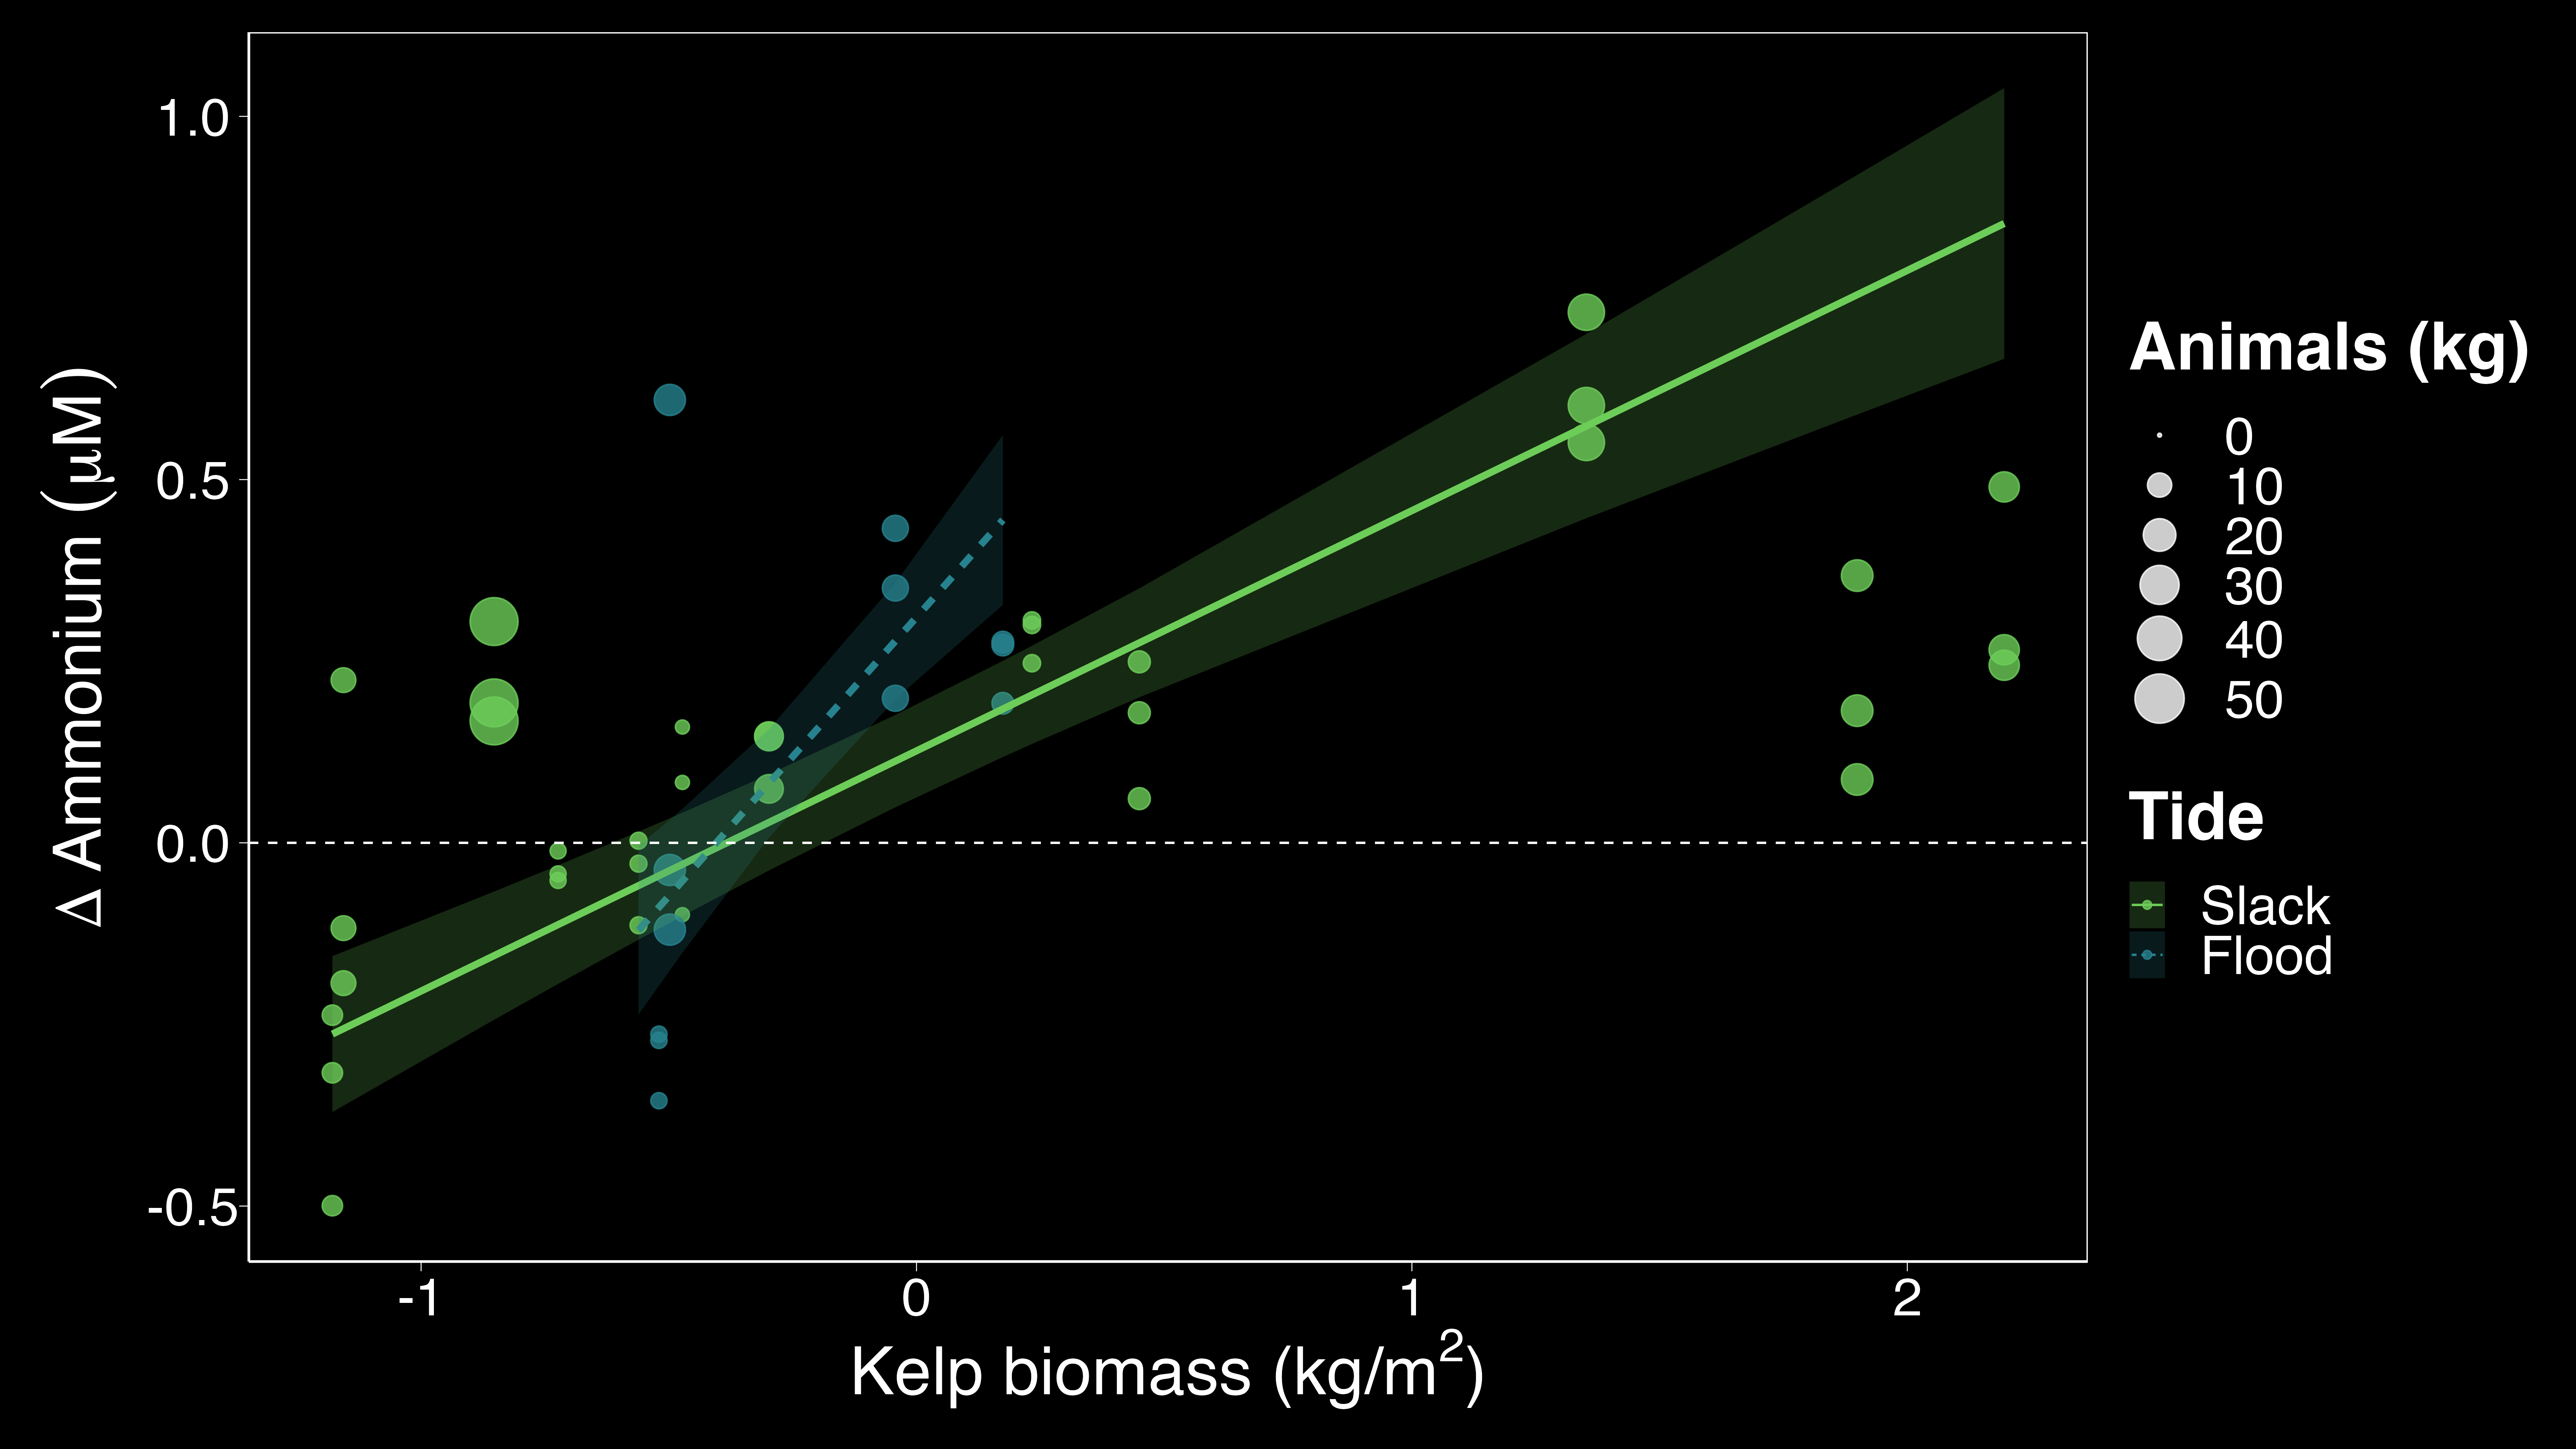 Δ Ammonium (μM)
1.0
0.5
0.0
-0.5
-1
0
1
2
Kelp biomass (kg/m²)
Animals (kg)
0
10
20
30
40
50
Tide
Slack
Flood